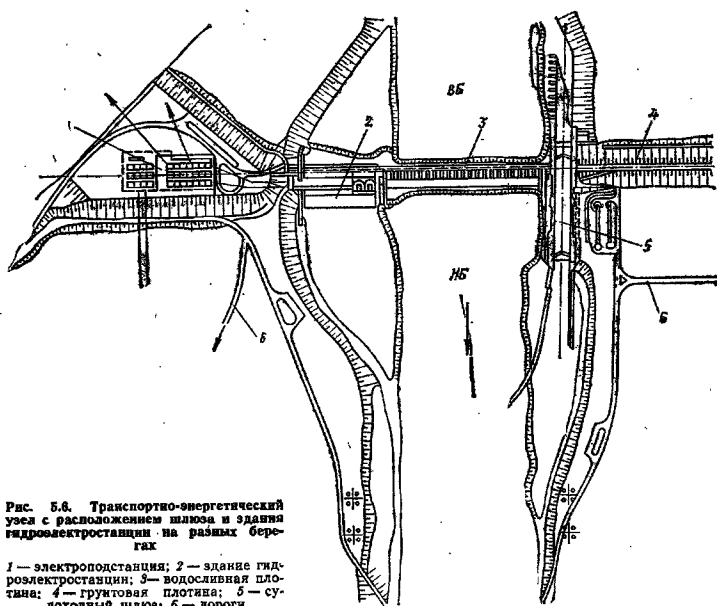 1
2
ВБ
3
4
5
НБ
б
6
Рис. 5.6. Транспортно-энергетический
узел с расположением шлюза и здания
гидроэлектростанции на разных бере-
гах
1 — электроподстанция; 2 — здание гид-
роэлектростанции; 3 — водосливная пло-
тина; 4 — грунтовая плотина; 5 — су-
доходный шлюз; 6 — дороги